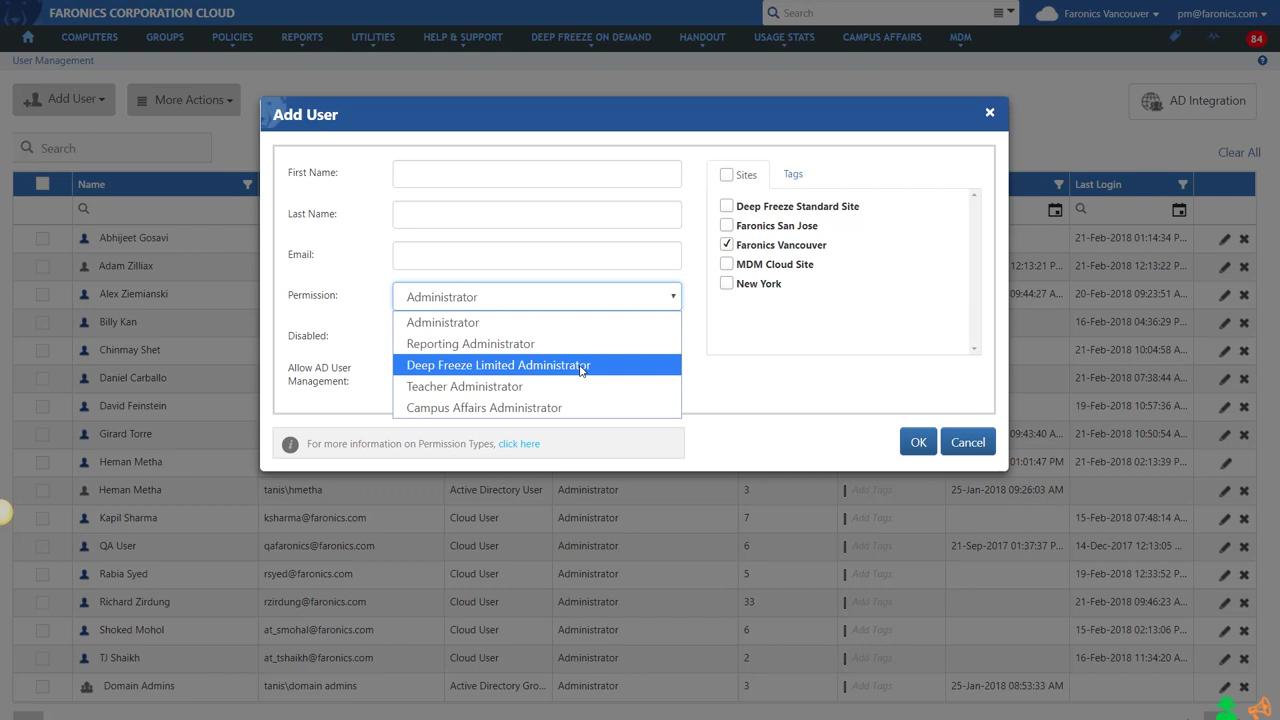 FARONICS CORPORATION CLOUD
Search
Faronics Vancouver
pm@faronics.com
COMPUTERS GROUPS POLICIES REPORTS UTILITIES HELP & SUPPORT DEEP FREEZE ON DEMAND HANDOUT USAGE STATS CAMPUS AFFAIRS MDM 84
User Management
Add User More Actions AD Integration
Search Clear All
Name Last Login
Add User
First Name:
Last Name:
Email:
Permission: Administrator
Administrator
Reporting Administrator
Deep Freeze Limited Administrator
Teacher Administrator
Campus Affairs Administrator
Disabled:
Allow AD User
Management:
Sites Tags
Deep Freeze Standard Site
Faronics San Jose
Faronics Vancouver
MDM Cloud Site
New York
For more information on Permission Types, click here
OK Cancel
Abhijeet Gosavi 21-Feb-2018 01:14:34 P...
Adam Zilliax 12:13:21 PM 21-Feb-2018 12:13:22 P...
Alex Ziemianski 09:44:27 AM 20-Feb-2018 09:23:51 A...
Billy Kan 16-Feb-2018 04:36:29 P...
Chinmay Shet 21-Feb-2018 10:04:58 A...
Daniel Carballo 21-Feb-2018 07:38:44 A...
David Feinstein 21-Feb-2018 10:57:36 A...
Girard Torre 09:43:40 AM 21-Feb-2018 10:50:54 A...
Heman Metha 01:01:47 PM 21-Feb-2018 02:13:39 P...
Heman Metha tanis\hmetha Active Directory User Administrator 3 Add Tags 25-Jan-2018 09:26:03 AM
Kapil Sharma ksharma@faronics.com Cloud User Administrator 7 Add Tags 15-Feb-2018 07:48:14 A...
QA User qafaronics@faronics.com Cloud User Administrator 6 Add Tags 21-Sep-2017 01:37:37 P... 14-Dec-2017 12:13:05 ...
Rabia Syed rsyed@faronics.com Cloud User Administrator 5 Add Tags 19-Feb-2018 12:33:52 P...
Richard Zirdung rzirdung@faronics.com Cloud User Administrator 33 Add Tags 21-Feb-2018 09:46:23 A...
Shoked Mohol at_smohal@faronics.com Cloud User Administrator 6 Add Tags 15-Feb-2018 02:13:06 P...
TJ Shaikh at_tshaikh@faronics.com Cloud User Administrator 2 Add Tags 16-Feb-2018 11:34:20 A...
Domain Admins tanis\domain admins Active Directory Gro... Administrator 3 Add Tags 25-Jan-2018 08:53:33 AM